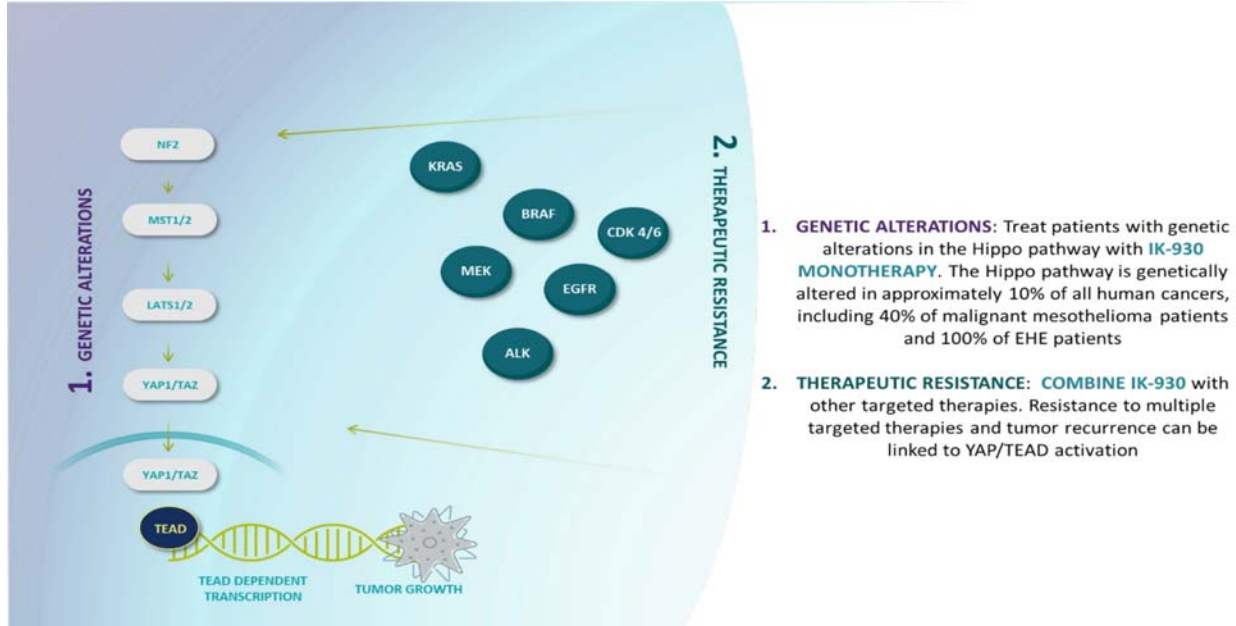 1. GENETIC ALTERATIONS
NF2
MST1/2
LATS1/2
YAP1/TAZ
YAP1/TAZ
TEAD
TEAD DEPENDENT
TRANSCRIPTION
TUMOR GROWTH
KRAS
BRAF
CDK 4/6
MEK
EGFR
ALK
2. THERAPEUTIC RESISTANCE
1. GENETIC ALTERATIONS: Treat patients with genetic
alterations in the Hippo pathway with IK-930
MONOTHERAPY. The Hippo pathway is genetically
altered in approximately 10% of all human cancers,
including 40% of malignant mesothelioma patients
and 100% of EHE patients
2. THERAPEUTIC RESISTANCE: COMBINE IK-930 with
other targeted therapies. Resistance to multiple
targeted therapies and tumor recurrence can be
linked to YAP/TEAD activation